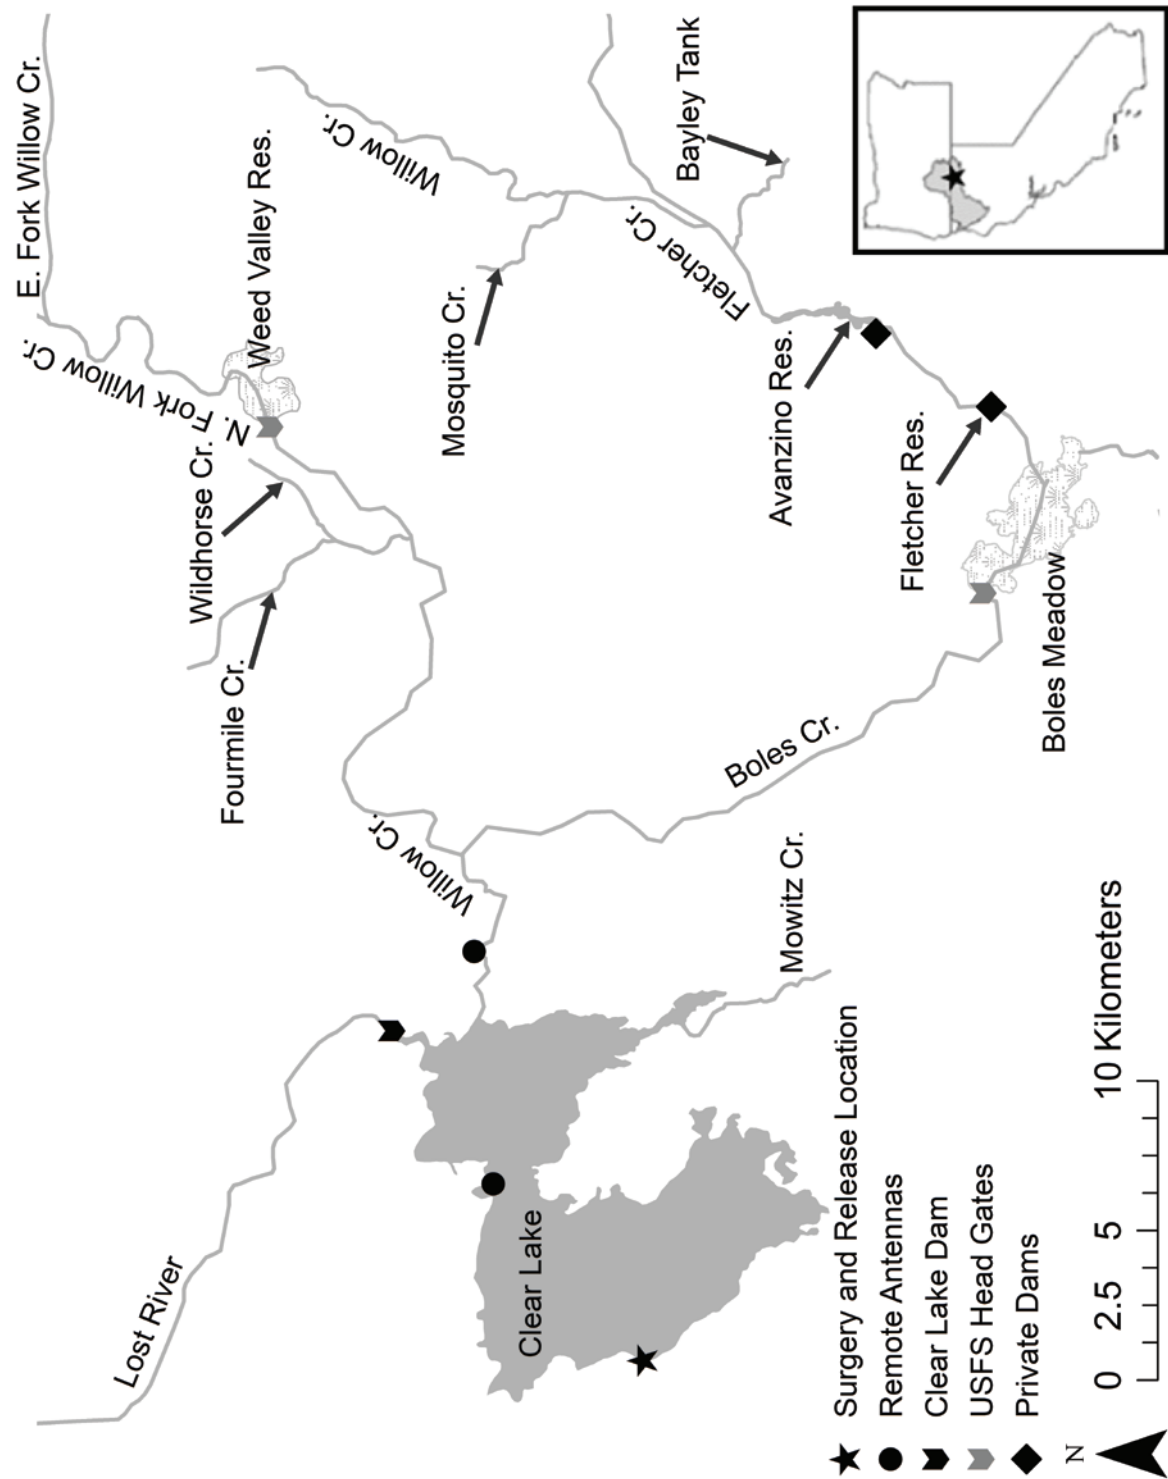 E. Fork Willow Cr.
N. Fork Willow Cr.
Weed Valley Res.
Willow Cr.
Bayley Tank
Wildhorse Cr.
Mosquito Cr.
Fletcher Cr.
Fourmile Cr.
Avanzino Res.
Fletcher Res.
Willow Cr.
Boles Cr.
Boles Meadow
Mowitz Cr.
Lost River
Clear Lake
Surgery and Release Location
Remote Antennas
Clear Lake Dam
USFS Head Gates
Private Dams
N
0 2.5 5 10 Kilometers